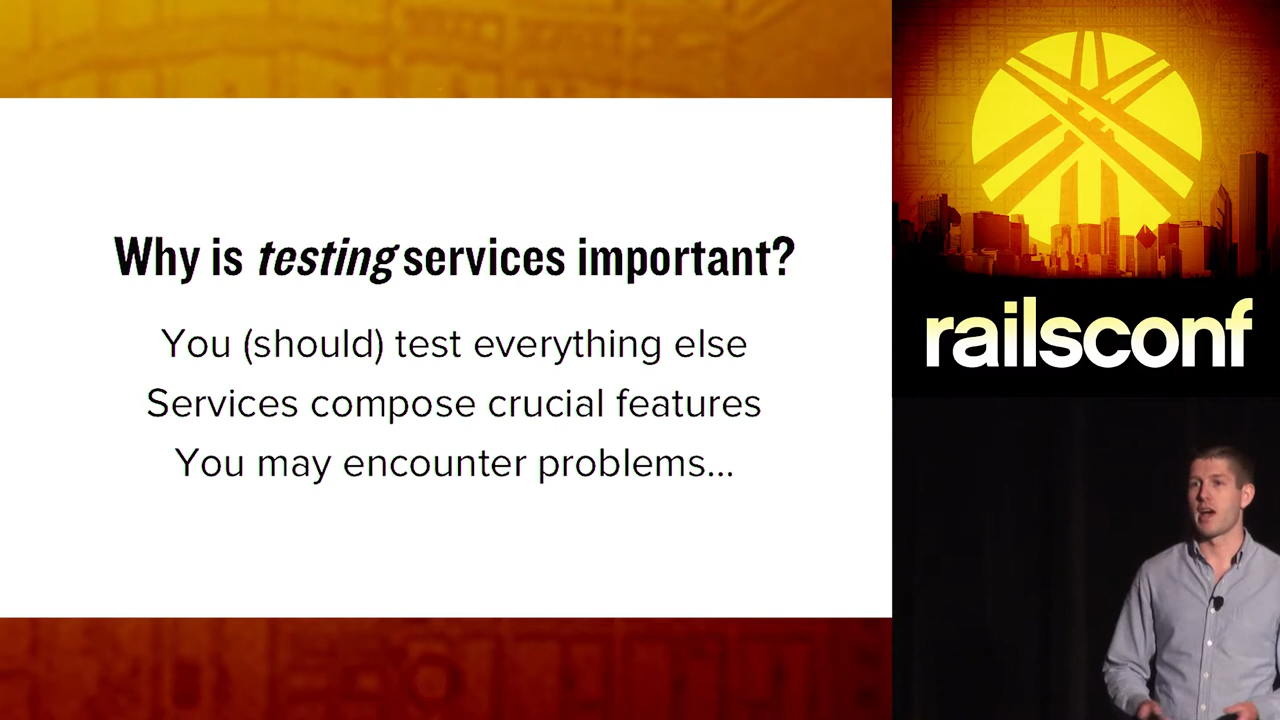 Why is testing services important?
You (should) test everything else
Services compose crucial features
You may encounter problems...
railsconf